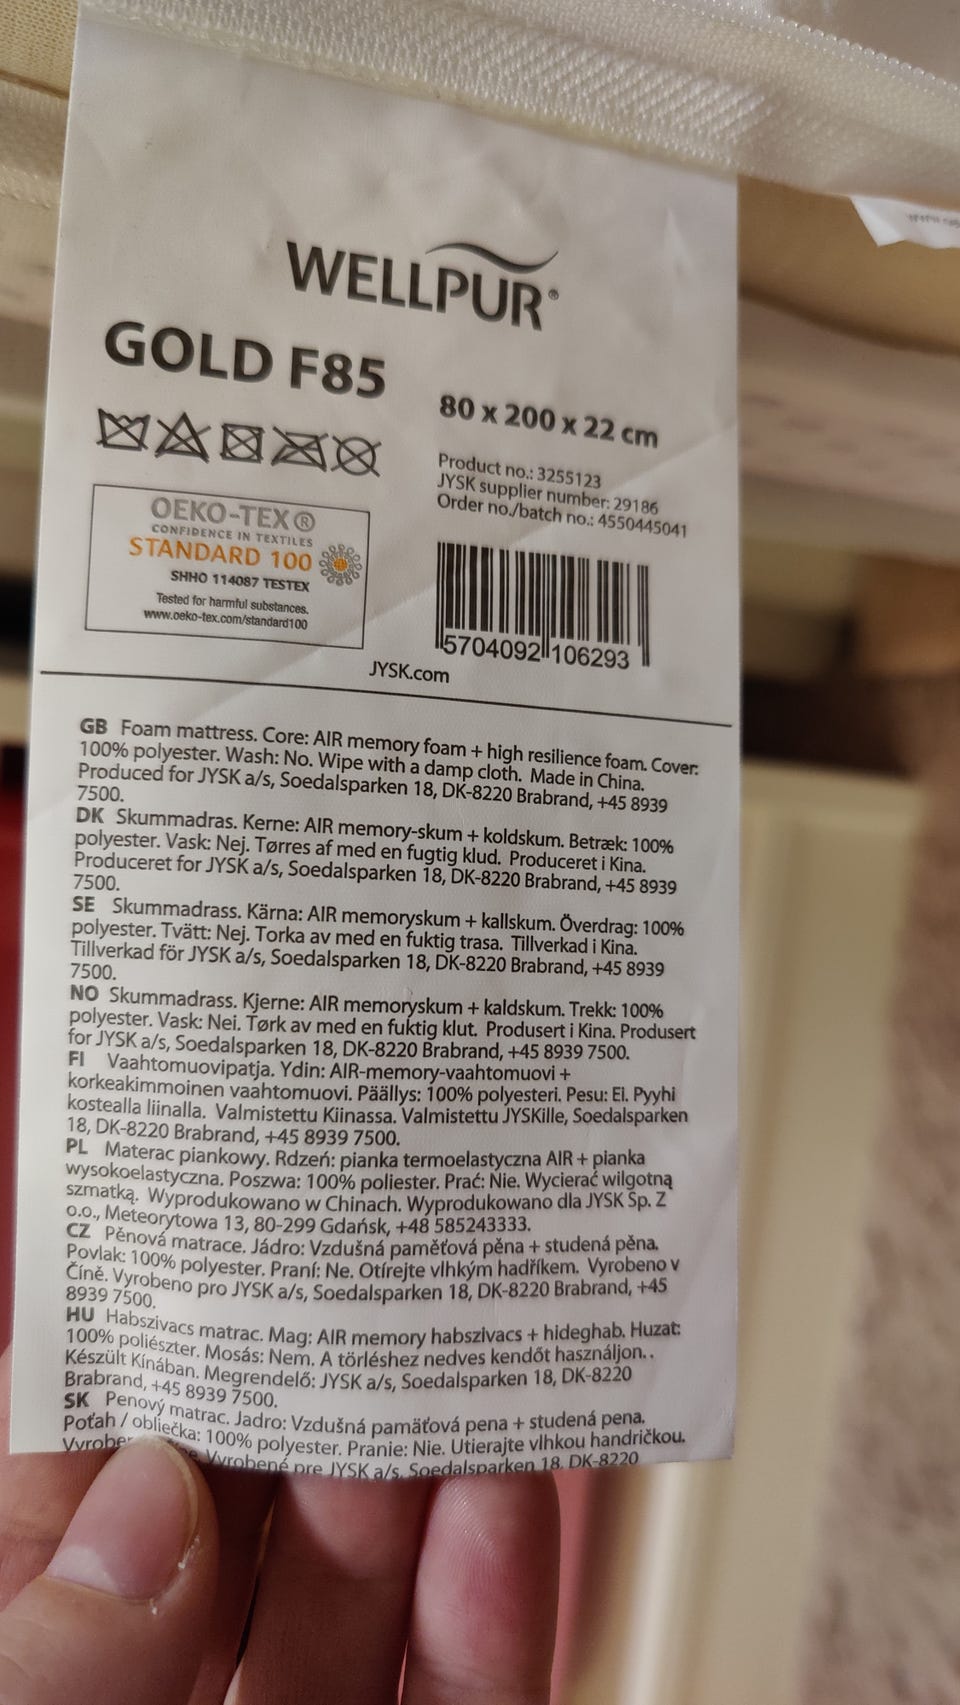 WELLPUR®
GOLD F85
80 x 200 x 22 cm
Product no.: 3255123
JYSK supplier number: 29186
Order no./batch no.: 4550445041
OEKO-TEX®
CONFIDENCE IN TEXTILES
STANDARD 100
SHHO 114087 TESTEX
Tested for harmful substances.
www.oeko-tex.com/standard100
5704092106293
JYSK.com
GB Foam mattress. Core: AIR memory foam + high resilience foam. Cover:
100% polyester. Wash: No. Wipe with a damp cloth. Made in China.
Produced for JYSK a/s, Soedalsparken 18, DK-8220 Brabrand, +45 8939
7500.
DK Skummadras. Kerne: AIR memory-skum + koldskum. Betræk: 100%
polyester. Vask: Nej. Tørres af med en fugtig klud. Produceret i Kina.
Produceret for JYSK a/s, Soedalsparken 18, DK-8220 Brabrand, +45 8939
7500.
SE Skummadrass. Kärna: AIR memoryskum + kallskum. Överdrag: 100%
polyester. Tvätt: Nej. Torka av med en fuktig trasa. Tillverkad i Kina.
Tillverkad för JYSK a/s, Soedalsparken 18, DK-8220 Brabrand, +45 8939
7500.
NO Skummadrass. Kjerne: AIR memoryskum + kaldskum. Trekk: 100%
polyester. Vask: Nei. Tørk av med en fuktig klut. Produsert i Kina. Produsert
for JYSK a/s, Soedalsparken 18, DK-8220 Brabrand, +45 8939 7500.
FI Vaahtomuovipatja. Ydin: AIR-memory-vaahtomuovi +
korkeakimmoinen vaahtomuovi. Päällys: 100% polyesteri. Pesu: Ei. Pyyhi
kostealla liinalla. Valmistettu Kiinassa. Valmistettu JYSKille, Soedalsparken
18, DK-8220 Brabrand, +45 8939 7500.
PL Materac piankowy. Rdzeń: pianka termoelastyczna AIR + pianka
wysokoelastyczna. Poszwa: 100% poliester. Prać: Nie. Wycierać wilgotną
szmatką. Wyprodukowano w Chinach. Wyprodukowano dla JYSK Sp. Z
o.o., Meteorytowa 13, 80-299 Gdańsk, +48 585243333.
CZ Pěnová matrace. Jádro: Vzdušná paměťová pěna + studená pěna.
Povlak: 100% polyester. Praní: Ne. Otírejte vlhkým hadříkem. Vyrobeno v
Číně. Vyrobeno pro JYSK a/s, Soedalsparken 18, DK-8220 Brabrand, +45
8939 7500.
HU Habszivacs matrac. Mag: AIR memory habszivacs + hideghab. Huzat:
100% poliészter. Mosás: Nem. A törléshez nedves kendőt használjon..
Készült Kínában. Megrendelő: JYSK a/s, Soedalsparken 18, DK-8220
Brabrand, +45 8939 7500.
SK Penový matrac. Jadro: Vzdušná pamäťová pena + studená pena.
Poťah / obliečka: 100% polyester. Pranie: Nie. Utierajte vlhkou handričkou.
Vyrobené pre JYSK a/s, Soedalsparken 18, DK-8220